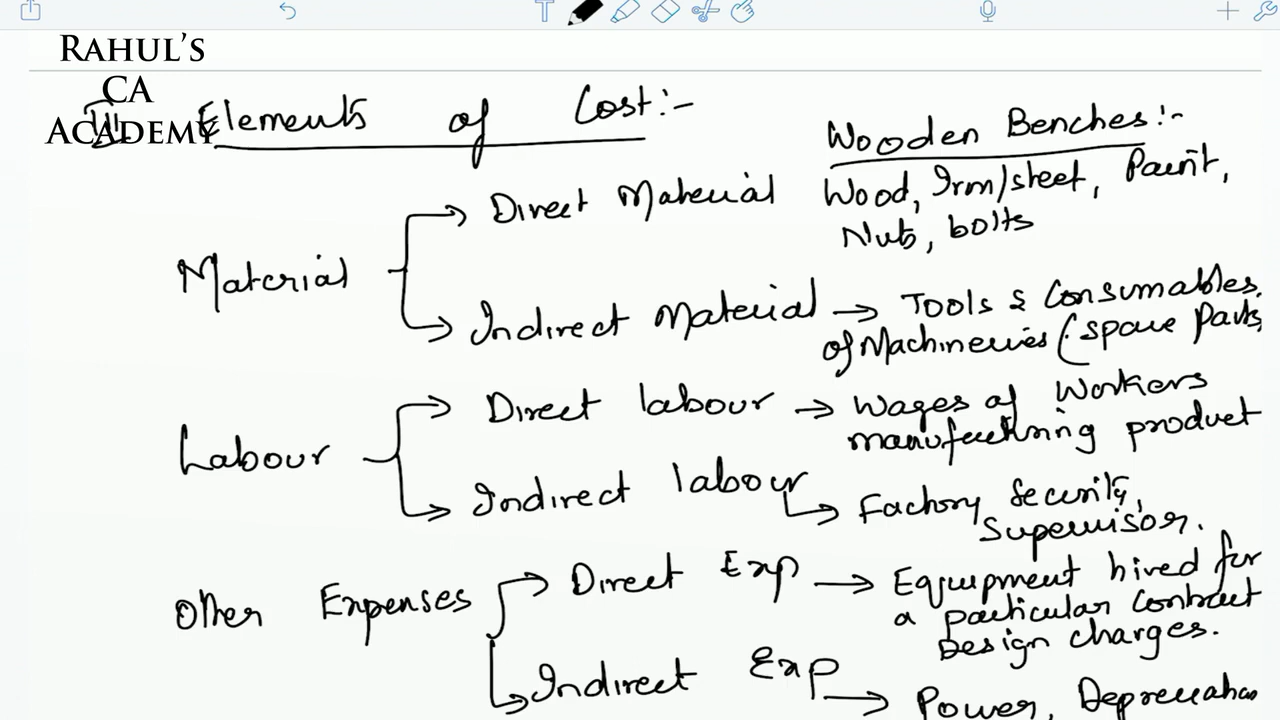 RAHUL'S
CA
ACADEMY
Elements of Cost:-
Wooden Benches:-
Direct Material
Wood, Iron/steet, Paint,
Nuts, bolts
Material
Indirect Material → Tools & Consumables
of Machineries (spare Parts,
Direct labour → Wages of Workers
manufacturing product
Labour
Indirect labour
Factory Security,
Supervisor.
Direct Exp → Equipment hired for
a particular Contract
Design charges.
Other Expenses
Indirect Exp → Power, Depreciation